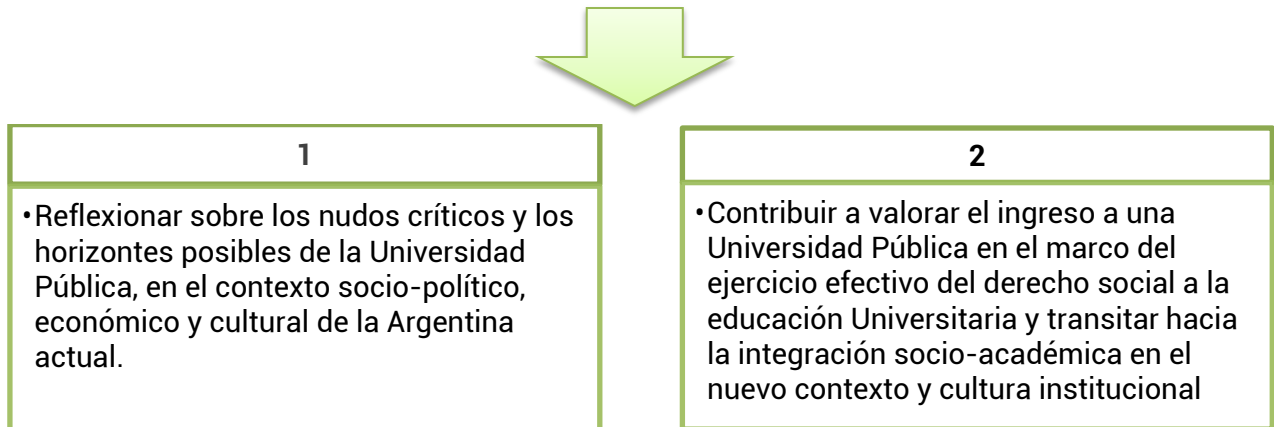 1
•Reflexionar sobre los nudos críticos y los
horizontes posibles de la Universidad
Pública, en el contexto socio-político,
económico y cultural de la Argentina
actual.
2
•Contribuir a valorar el ingreso a una
Universidad Pública en el marco del
ejercicio efectivo del derecho social a la
educación Universitaria y transitar hacia
la integración socio-académica en el
nuevo contexto y cultura institucional